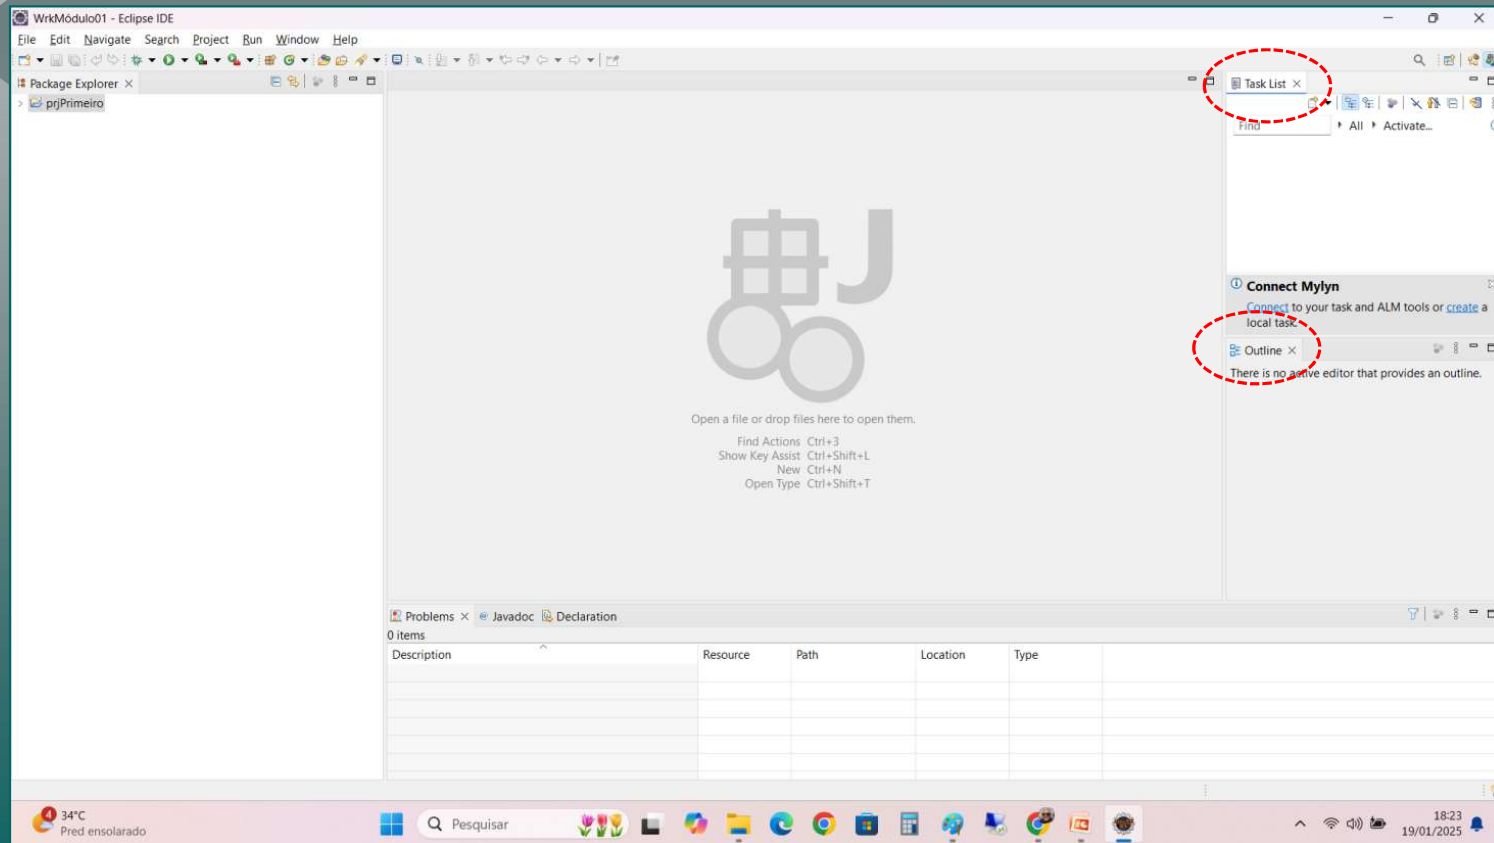 WrkMódulo01 - Eclipse IDE
File Edit Navigate Search Project Run Window Help
Package Explorer
prjPrimeiro
Task List
Find
All
Activate...
Connect Mylyn
Connect to your task and ALM tools or create a
local task.
Outline
There is no active editor that provides an outline.
Open a file or drop files here to open them.
Find Actions Ctrl+3
Show Key Assist Ctrl+Shift+L
New Ctrl+N
Open Type Ctrl+Shift+T
Problems Javadoc Declaration
0 items
Description Resource Path Location Type
4
34°C
Pred ensolarado
Pesquisar
18:23
19/01/2025